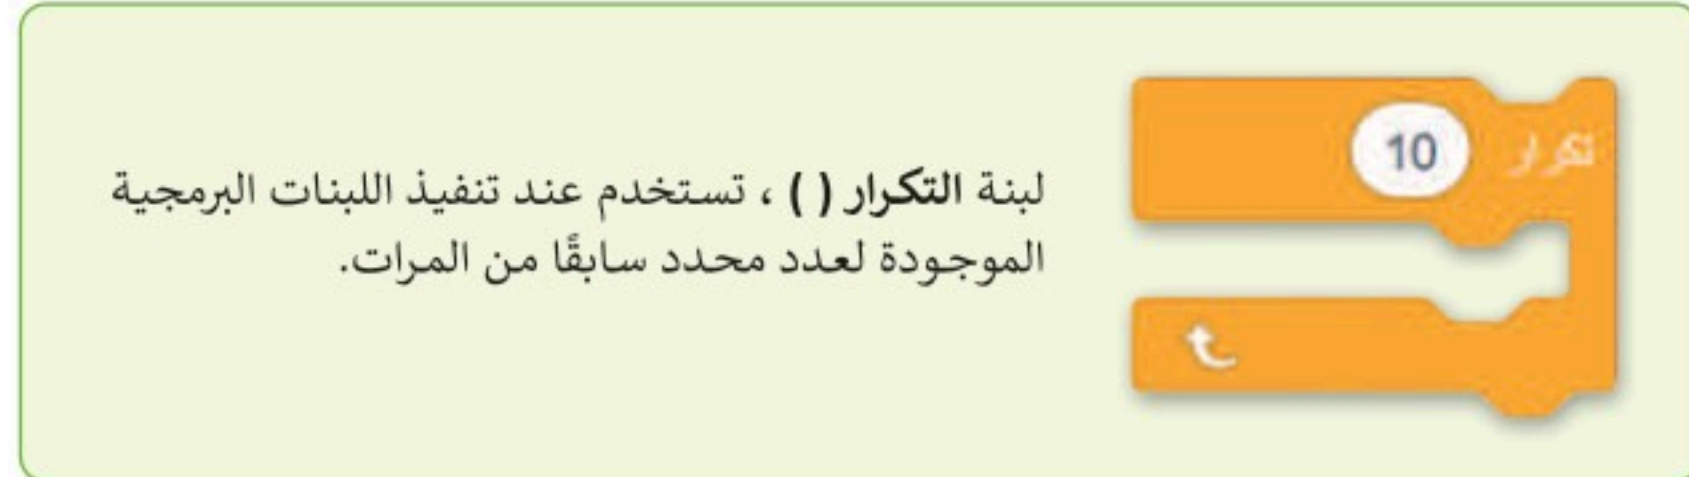 تكرار 10
لبنة التكرار ( ) ، تستخدم عند تنفيذ اللبنات البرمجية
الموجودة لعدد محدد سابقًا من المرات.